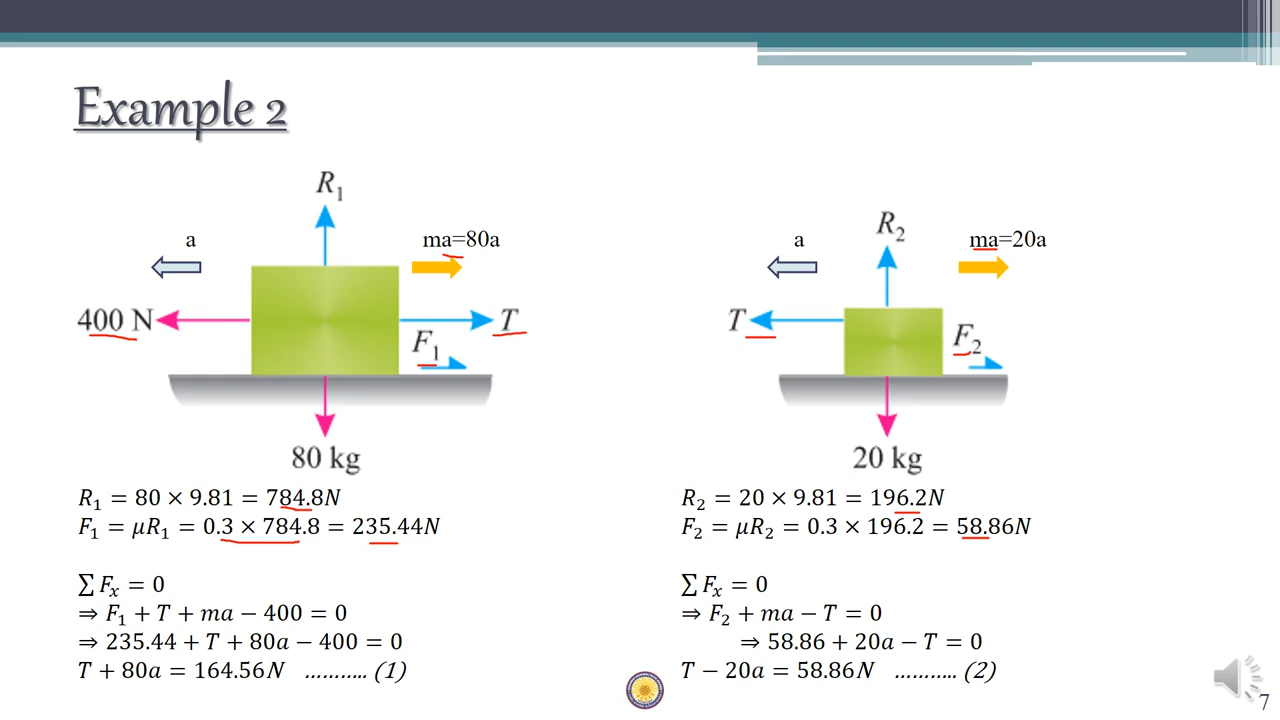 Example 2
R₁
a
ma=80a
400 N
T
F₁
80 kg
R₂
a
ma=20a
T
F₂
20 kg
R₁ = 80 × 9.81 = 784.8N
F₁ = μR₁ = 0.3 × 784.8 = 235.44N
∑ Fₓ = 0
⇒ F₁ + T + ma − 400 = 0
⇒ 235.44 + T + 80a − 400 = 0
T + 80a = 164.56N ……….. (1)
R₂ = 20 × 9.81 = 196.2N
F₂ = μR₂ = 0.3 × 196.2 = 58.86N
∑ Fₓ = 0
⇒ F₂ + ma − T = 0
⇒ 58.86 + 20a − T = 0
T − 20a = 58.86N ……….. (2)
7